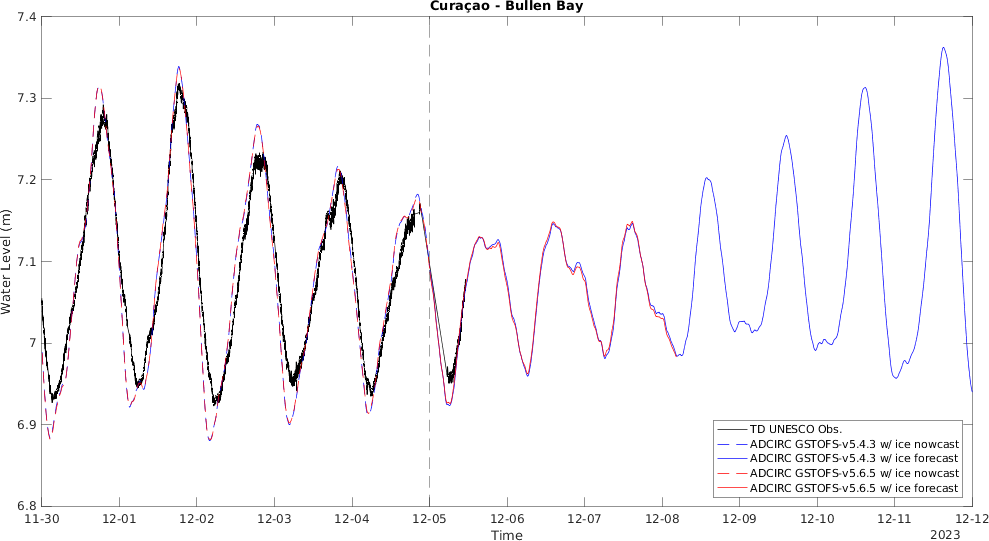 Curaçao - Bullen Bay
7.4
7.3
7.2
7.1
7
6.9
6.8
Water Level (m)
TD UNESCO Obs.
ADCIRC GSTOFS-v5.4.3 w/ ice nowcast
ADCIRC GSTOFS-v5.4.3 w/ ice forecast
ADCIRC GSTOFS-v5.6.5 w/ ice nowcast
ADCIRC GSTOFS-v5.6.5 w/ ice forecast
11-30 12-01 12-02 12-03 12-04 12-05 12-06 12-07 12-08 12-09 12-10 12-11 12-12
Time
2023